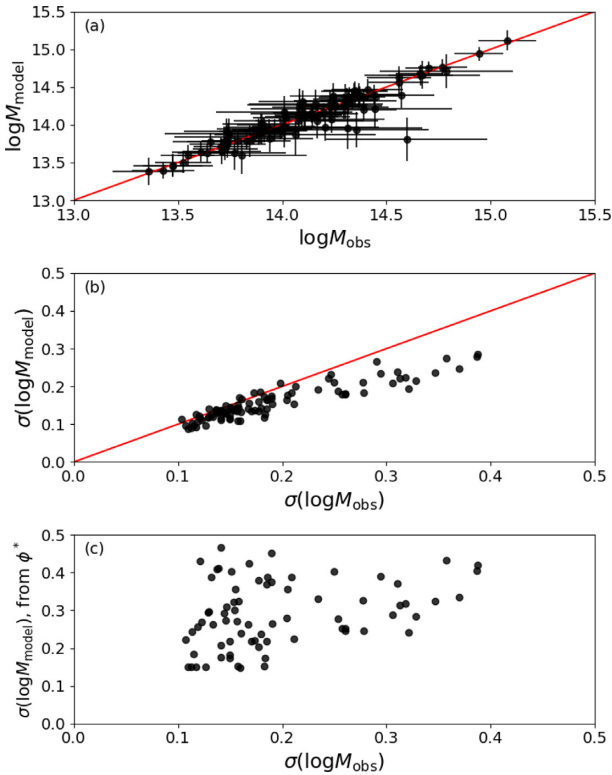 (a)
15.5
15.0
14.5
14.0
13.5
13.0
logM_model
13.0 13.5 14.0 14.5 15.0 15.5
logM_obs
(b)
0.5
0.4
0.3
0.2
0.1
0.0
σ(logM_model)
0.0 0.1 0.2 0.3 0.4 0.5
σ(logM_obs)
(c)
0.5
0.4
0.3
0.2
0.1
0.0
σ(logM_model), from ϕ*
0.0 0.1 0.2 0.3 0.4 0.5
σ(logM_obs)